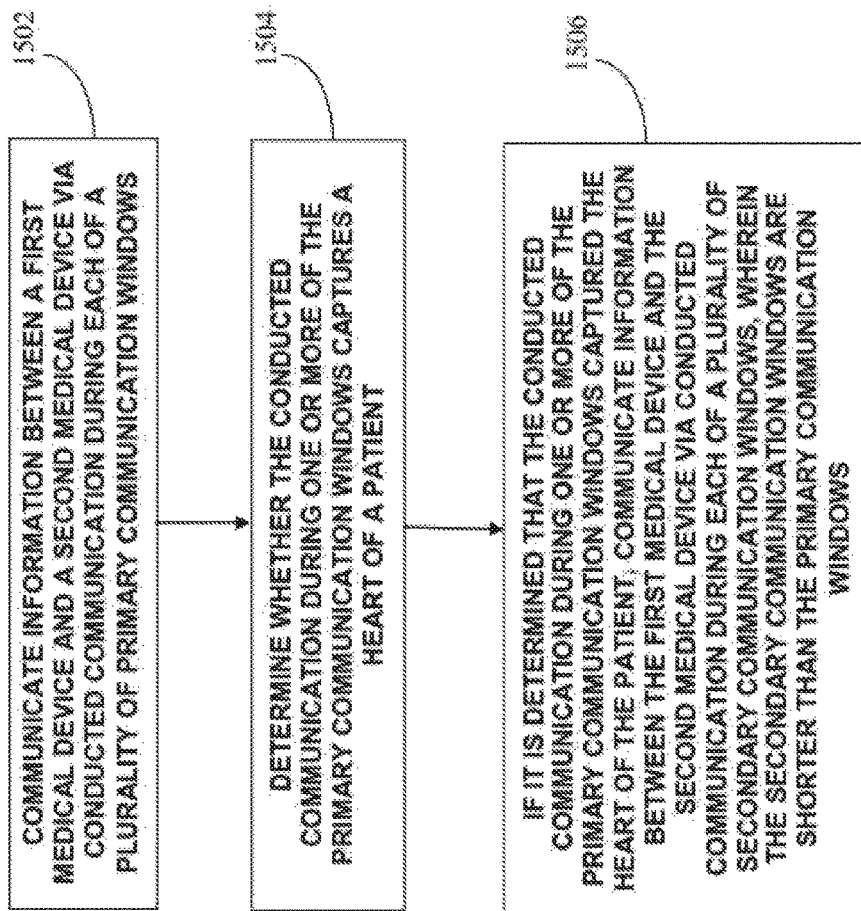 COMMUNICATE INFORMATION BETWEEN A FIRST
MEDICAL DEVICE AND A SECOND MEDICAL DEVICE VIA
CONDUCTED COMMUNICATION DURING EACH OF A
PLURALITY OF PRIMARY COMMUNICATION WINDOWS
1502
DETERMINE WHETHER THE CONDUCTED
COMMUNICATION DURING ONE OR MORE OF THE
PRIMARY COMMUNICATION WINDOWS CAPTURES A
HEART OF A PATIENT
1504
IF IT IS DETERMINED THAT THE CONDUCTED
COMMUNICATION DURING ONE OR MORE OF THE
PRIMARY COMMUNICATION WINDOWS CAPTURED THE
HEART OF THE PATIENT, COMMUNICATE INFORMATION
BETWEEN THE FIRST MEDICAL DEVICE AND THE
SECOND MEDICAL DEVICE VIA CONDUCTED
COMMUNICATION DURING EACH OF A PLURALITY OF
SECONDARY COMMUNICATION WINDOWS, WHEREIN
THE SECONDARY COMMUNICATION WINDOWS ARE
SHORTER THAN THE PRIMARY COMMUNICATION
WINDOWS
1506